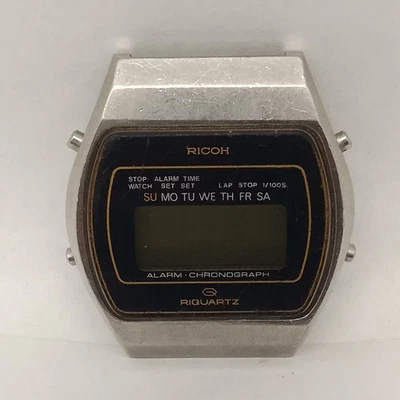 RICOH
STOP ALARM TIME
WATCH SET SET LAP STOP 1/100S.
SU MO TU WE TH FR SA
ALARM · CHRONOGRAPH
RIQUARTZ